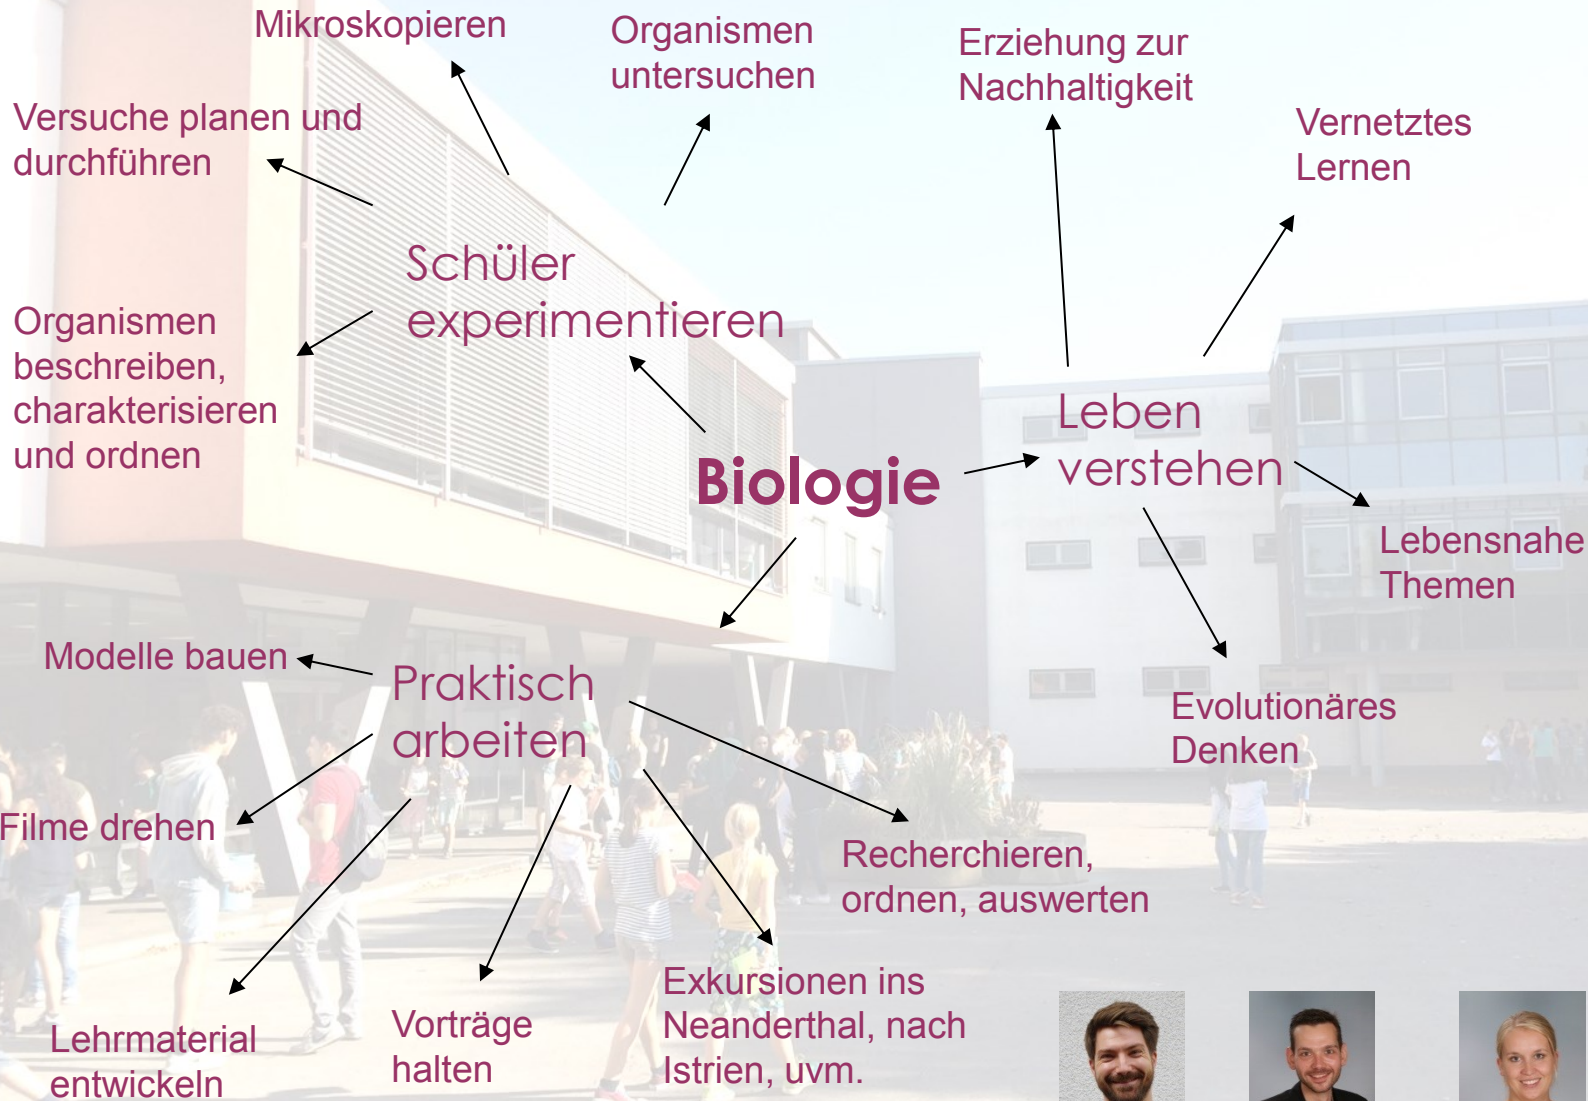 Mikroskopieren
Organismen
untersuchen
Erziehung zur
Nachhaltigkeit
Versuche planen und
durchführen
Vernetztes
Lernen
Schüler
experimentieren
Organismen
beschreiben,
charakterisieren
und ordnen
Leben
verstehen
Biologie
Lebensnahe
Themen
Modelle bauen
Praktisch
arbeiten
Evolutionäres
Denken
Filme drehen
Recherchieren,
ordnen, auswerten
Lehrmaterial
entwickeln
Vorträge
halten
Exkursionen ins
Neanderthal, nach
Istrien, uvm.